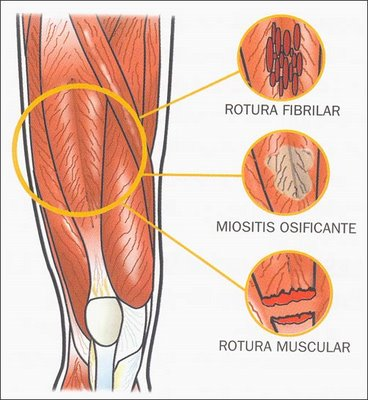 ROTURA FIBRILAR
MIOSITIS OSIFICANTE
ROTURA MUSCULAR